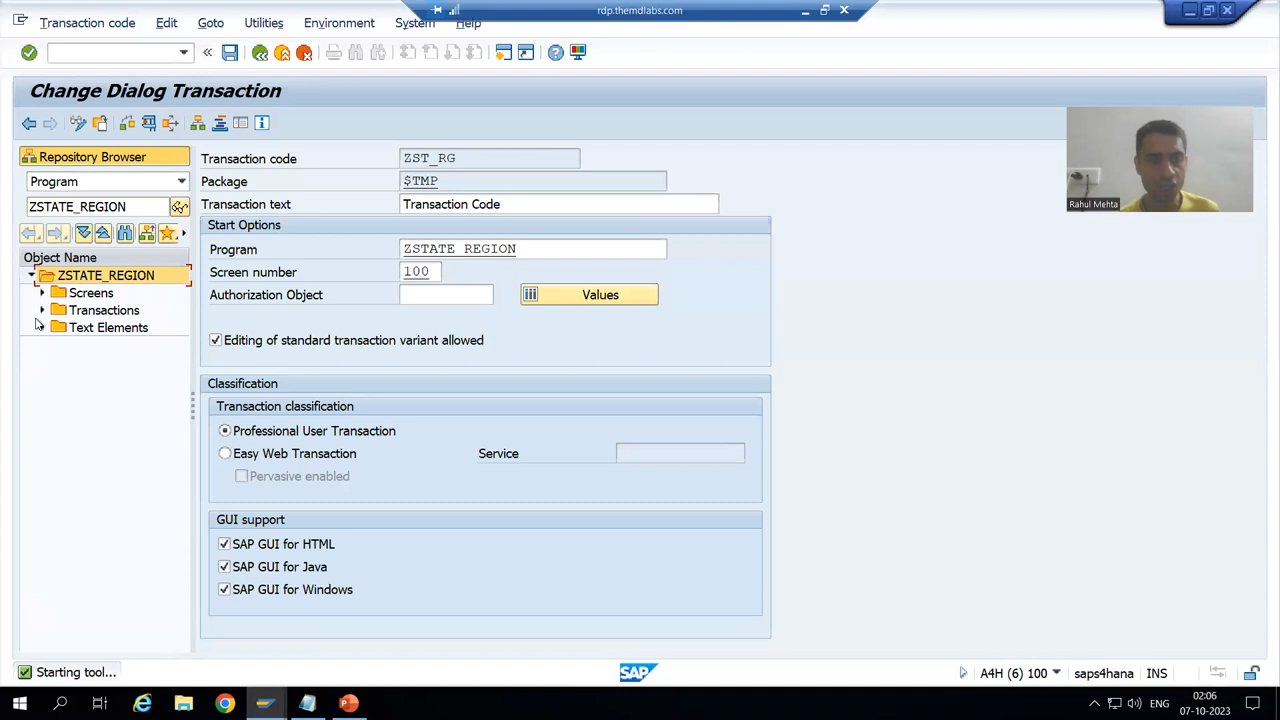 rdp.themdlabs.com
Transaction code Edit Goto Utilities Environment System Help
Change Dialog Transaction
Repository Browser
Program
ZSTATE_REGION
Object Name
ZSTATE_REGION
Screens
Transactions
Text Elements
Transaction code ZST_RG
Package $TMP
Transaction text Transaction Code
Start Options
Program ZSTATE_REGION
Screen number 100
Authorization Object Values
Editing of standard transaction variant allowed
Classification
Transaction classification
Professional User Transaction
Easy Web Transaction Service
Pervasive enabled
GUI support
SAP GUI for HTML
SAP GUI for Java
SAP GUI for Windows
Rahul Mehta
Starting tool...
SAP
A4H (6) 100 saps4hana INS
ENG
02:06
07-10-2023